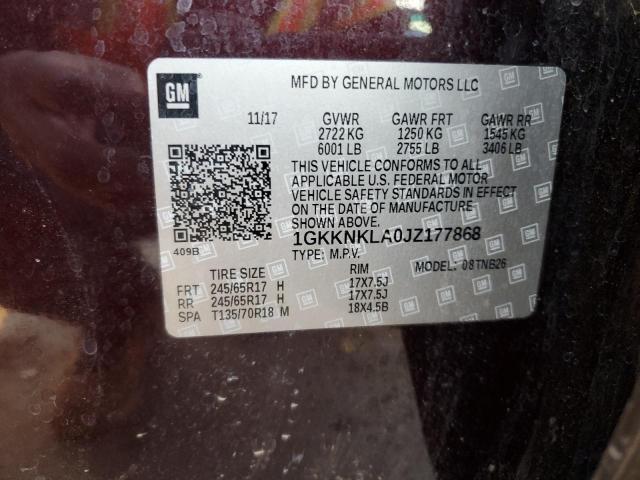 GM
MFD BY GENERAL MOTORS LLC
11/17 GVWR GAWR FRT GAWR RR
2722 KG 1250 KG 1545 KG
6001 LB 2755 LB 3406 LB
THIS VEHICLE CONFORMS TO ALL
APPLICABLE U.S. FEDERAL MOTOR
VEHICLE SAFETY STANDARDS IN EFFECT
ON THE DATE OF MANUFACTURE
SHOWN ABOVE.
1GKKNKLA0JZ177868
409B
TYPE: M.P.V. MODEL: 08TNB26
TIRE SIZE RIM
FRT 245/65R17 H 17X7.5J
RR 245/65R17 H 17X7.5J
SPA T135/70R18 M 18X4.5B